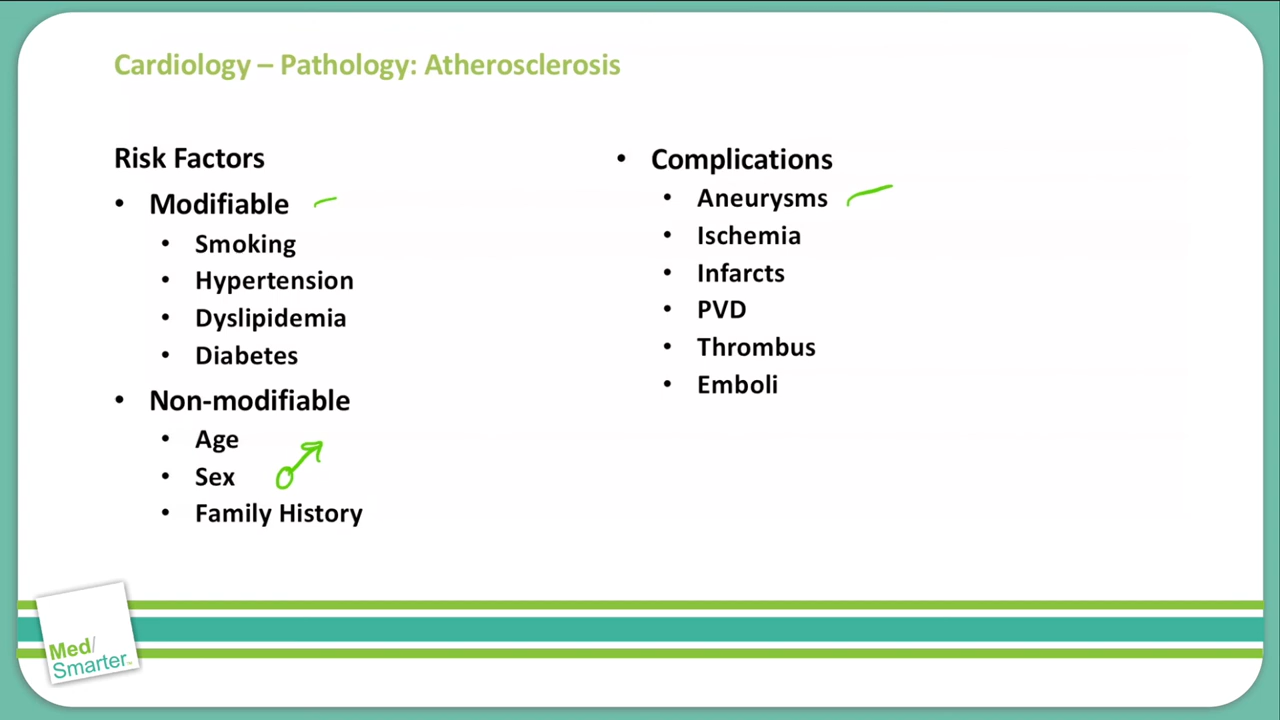 Cardiology – Pathology: Atherosclerosis
Risk Factors
• Modifiable
• Smoking
• Hypertension
• Dyslipidemia
• Diabetes
• Non-modifiable
• Age
• Sex ♂
• Family History
• Complications
• Aneurysms
• Ischemia
• Infarcts
• PVD
• Thrombus
• Emboli
Med/
Smarter™